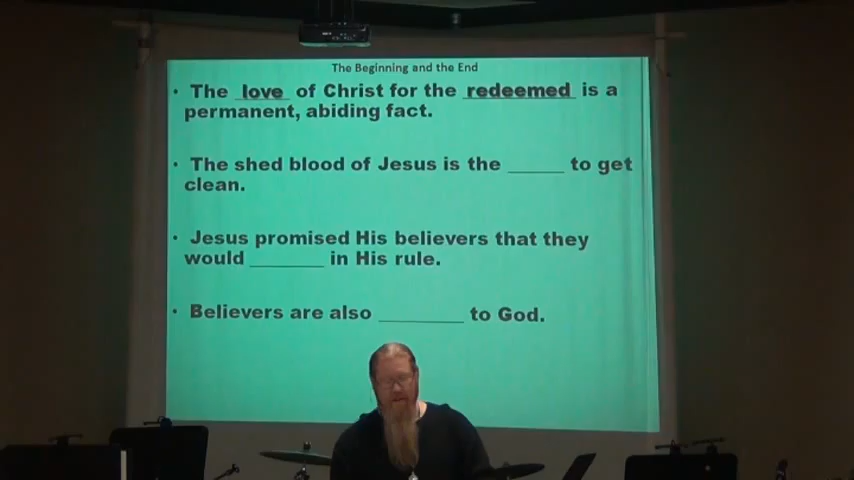 The Beginning and the End
• The love of Christ for the redeemed is a
permanent, abiding fact.
• The shed blood of Jesus is the _____ to get
clean.
• Jesus promised His believers that they
would _______ in His rule.
• Believers are also ________ to God.